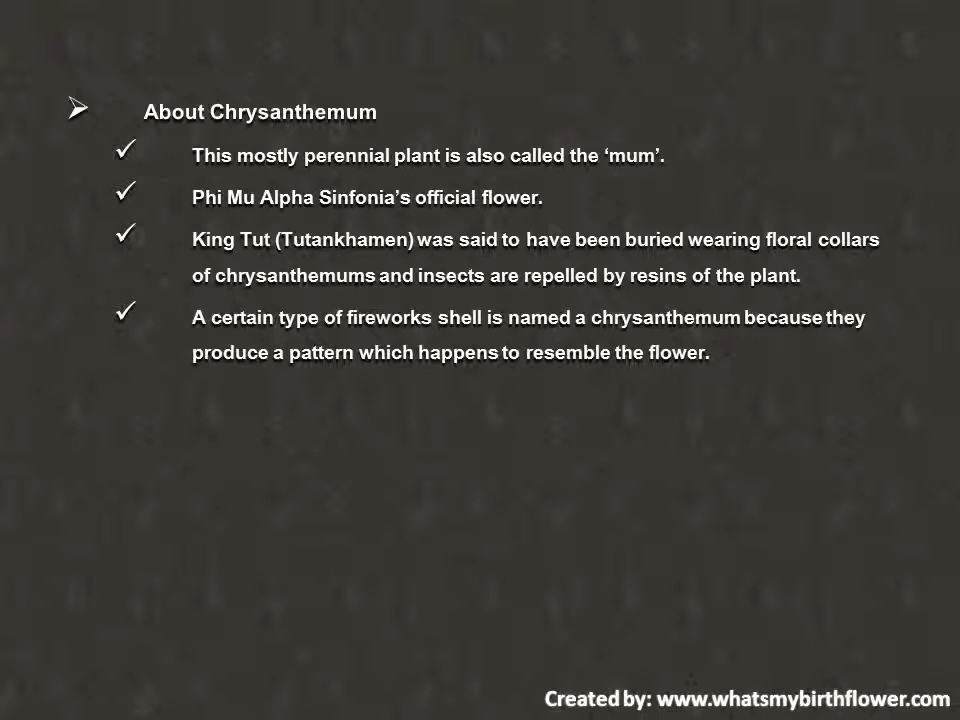 About Chrysanthemum
This mostly perennial plant is also called the ‘mum’.
Phi Mu Alpha Sinfonia’s official flower.
King Tut (Tutankhamen) was said to have been buried wearing floral collars
of chrysanthemums and insects are repelled by resins of the plant.
A certain type of fireworks shell is named a chrysanthemum because they
produce a pattern which happens to resemble the flower.
Created by: www.whatsmybirthflower.com